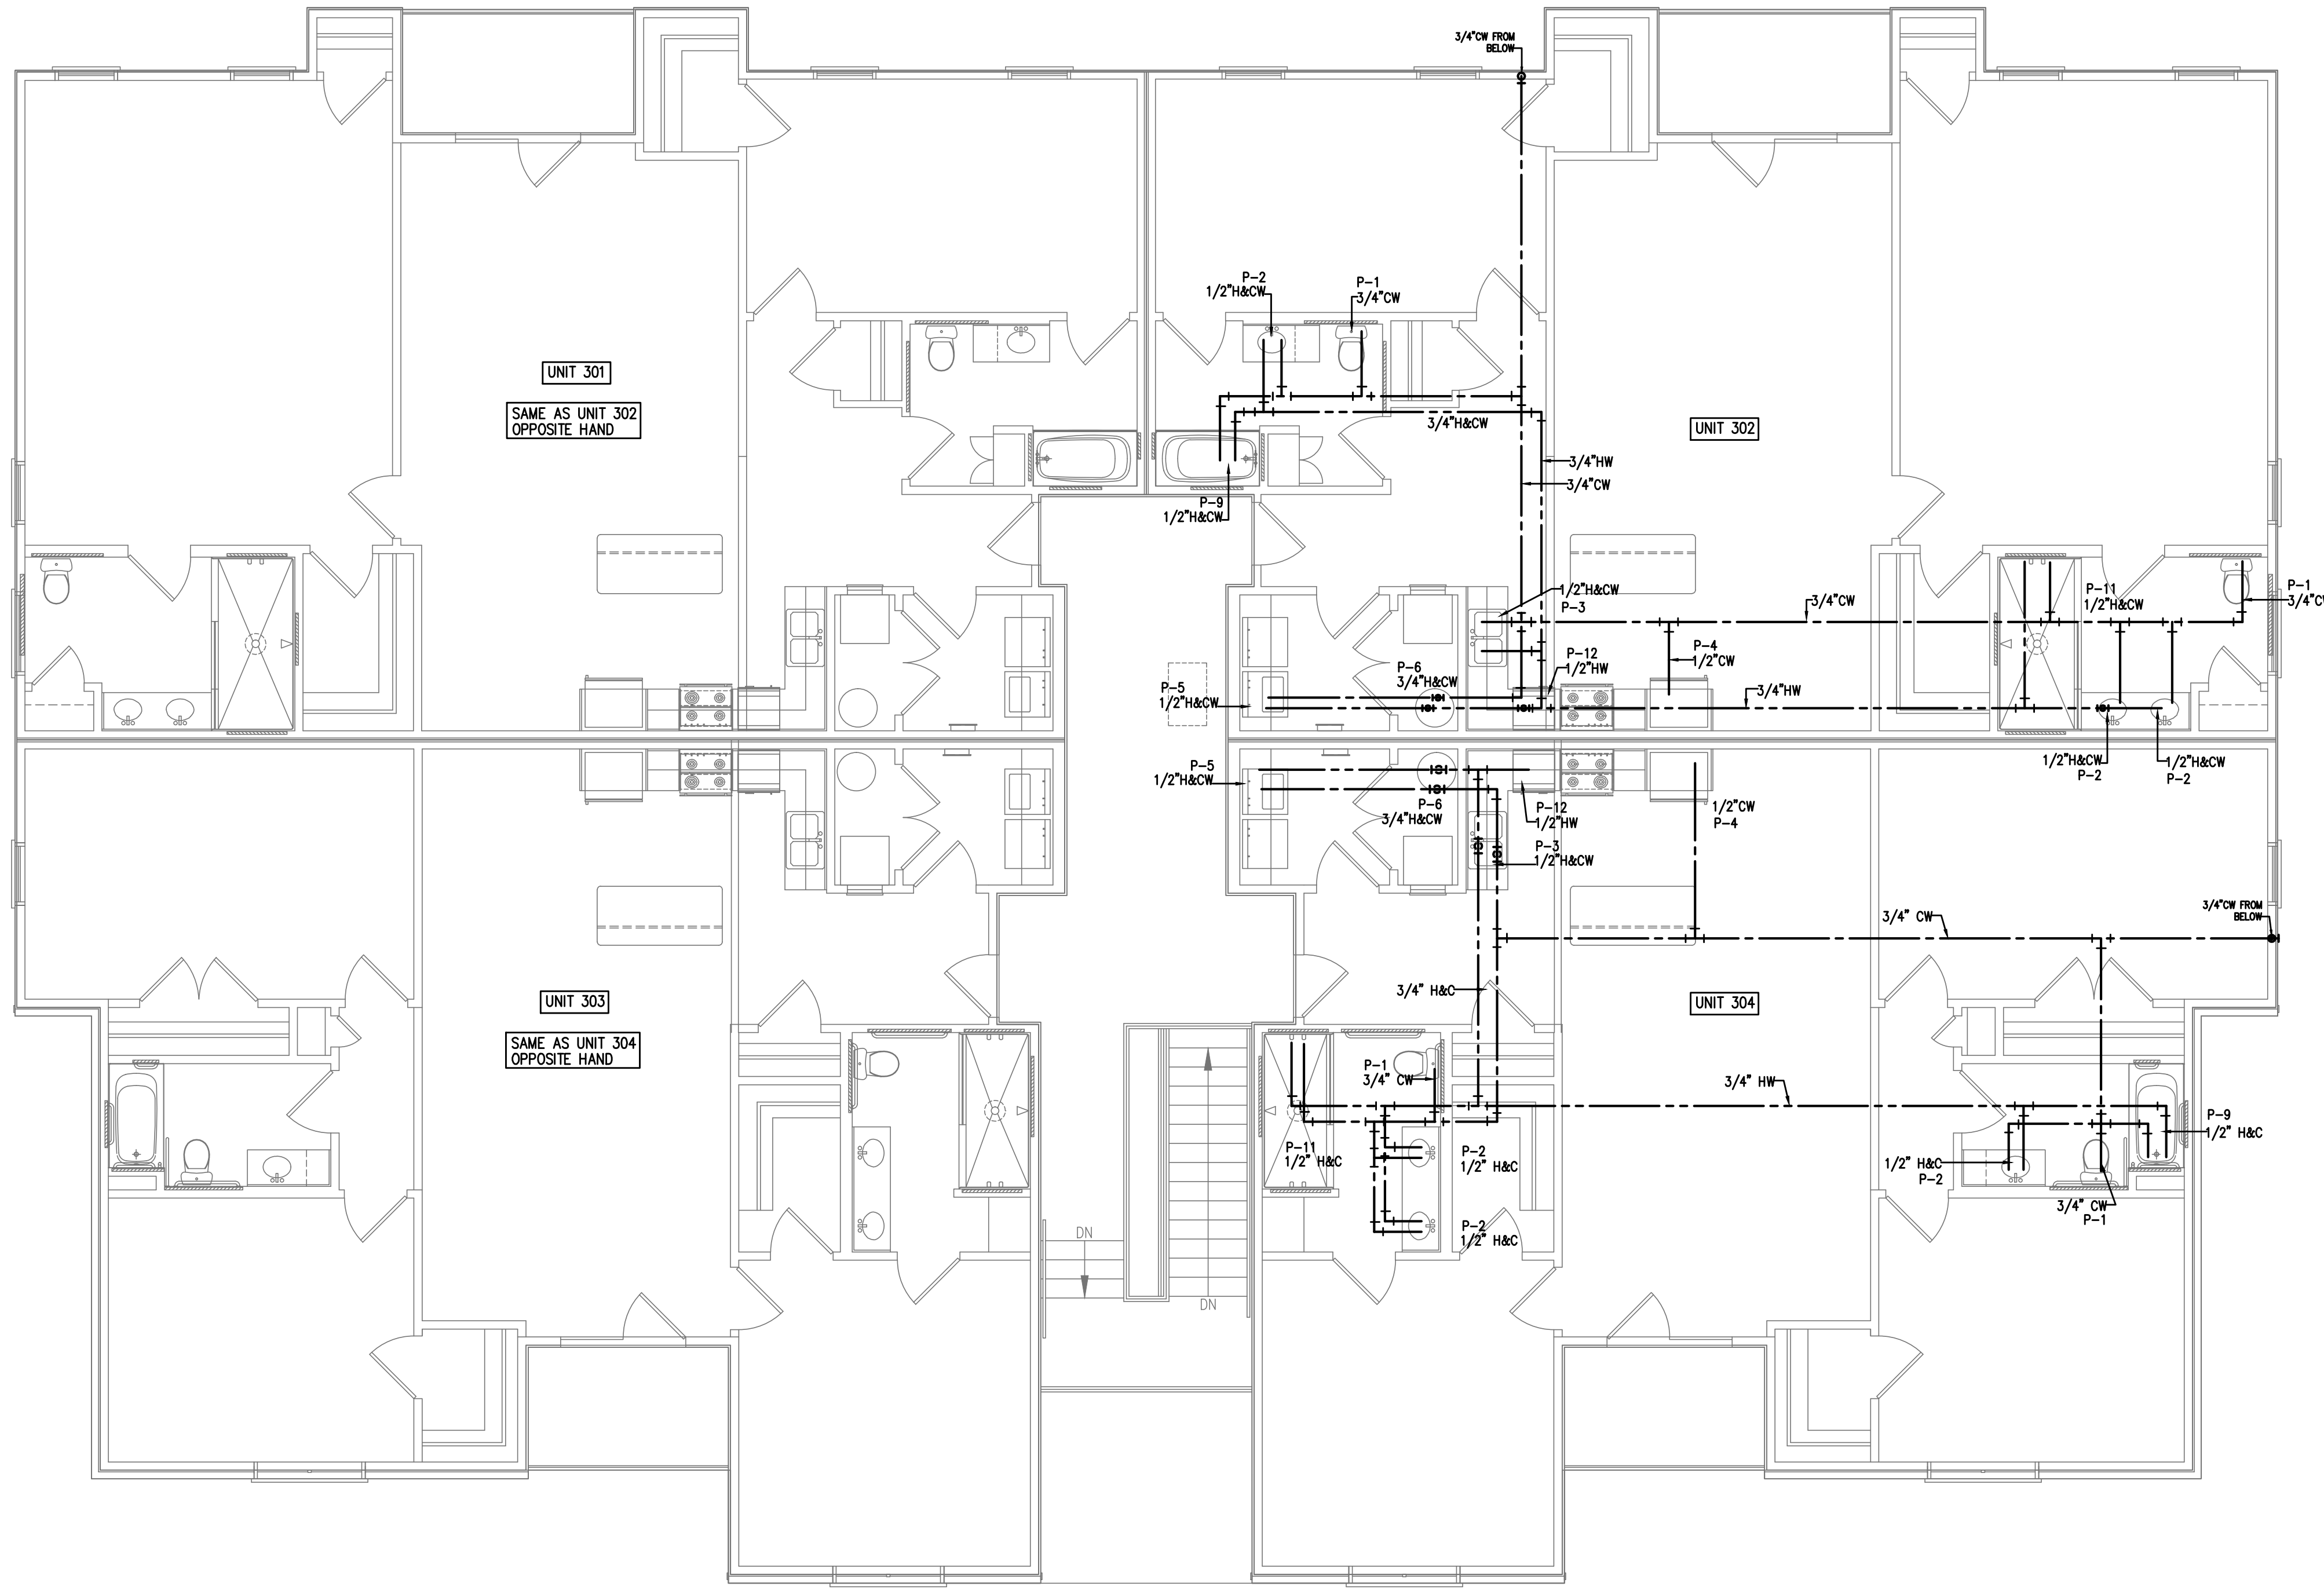 3/4"CW FROM
BELOW
P-2
1/2"H&CW
P-1
3/4"CW
UNIT 301
SAME AS UNIT 302
OPPOSITE HAND
UNIT 302
3/4"H&CW
3/4"HW
3/4"CW
P-9
1/2"H&CW
1/2"H&CW
P-3
3/4"CW
P-11
1/2"H&CW
P-1
P-4
1/2"CW
P-12
1/2"HW
P-6
3/4"H&CW
P-5
1/2"H&CW
3/4"HW
1/2"H&CW
P-2
1/2"H&CW
P-2
P-5
1/2"H&CW
P-6
3/4"H&CW
P-12
1/2"HW
1/2"CW
P-4
P-3
1/2"H&CW
3/4" CW
3/4"CW FROM
BELOW
3/4" H&C
UNIT 303
SAME AS UNIT 304
OPPOSITE HAND
UNIT 304
P-1
3/4" CW
3/4" HW
P-9
1/2" H&C
P-11
1/2" H&C
P-2
1/2" H&C
1/2" H&C
P-2
3/4" CW
P-1
P-2
1/2" H&C
DN
DN